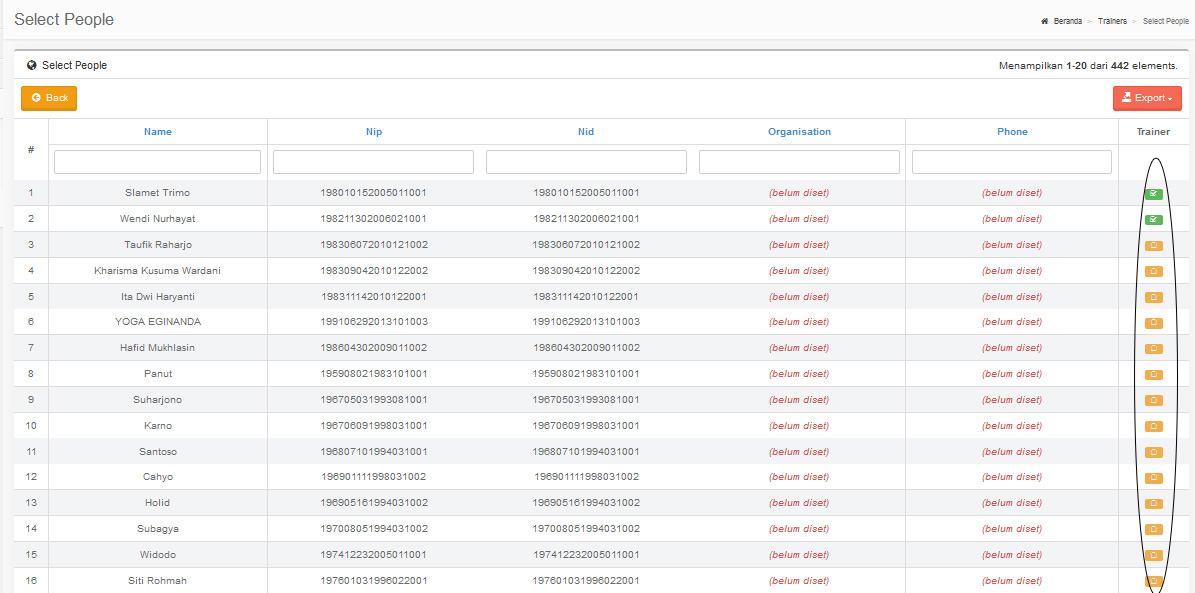 Select People
Beranda > Trainers > Select People
Select People Menampilkan 1-20 dari 442 elements.
Back Export
# Name Nip Nid Organisation Phone Trainer
1 Slamet Trimo 198010152005011001 198010152005011001 (belum diset) (belum diset)
2 Wendi Nurhayat 198211302006021001 198211302006021001 (belum diset) (belum diset)
3 Taufik Raharjo 198306072010121002 198306072010121002 (belum diset) (belum diset)
4 Kharisma Kusuma Wardani 198309042010122002 198309042010122002 (belum diset) (belum diset)
5 Ita Dwi Haryanti 198311142010122001 198311142010122001 (belum diset) (belum diset)
6 YOGA EGINANDA 199106292013101003 199106292013101003 (belum diset) (belum diset)
7 Hafid Mukhlasin 198604302009011002 198604302009011002 (belum diset) (belum diset)
8 Panut 195908021983101001 195908021983101001 (belum diset) (belum diset)
9 Suharjono 196705031993081001 196705031993081001 (belum diset) (belum diset)
10 Karno 196706091998031001 196706091998031001 (belum diset) (belum diset)
11 Santoso 196807101994031001 196807101994031001 (belum diset) (belum diset)
12 Cahyo 196901111998031002 196901111998031002 (belum diset) (belum diset)
13 Holid 196905161994031002 196905161994031002 (belum diset) (belum diset)
14 Subagya 197008051994031002 197008051994031002 (belum diset) (belum diset)
15 Widodo 197412232005011001 197412232005011001 (belum diset) (belum diset)
16 Siti Rohmah 197601031996022001 197601031996022001 (belum diset) (belum diset)